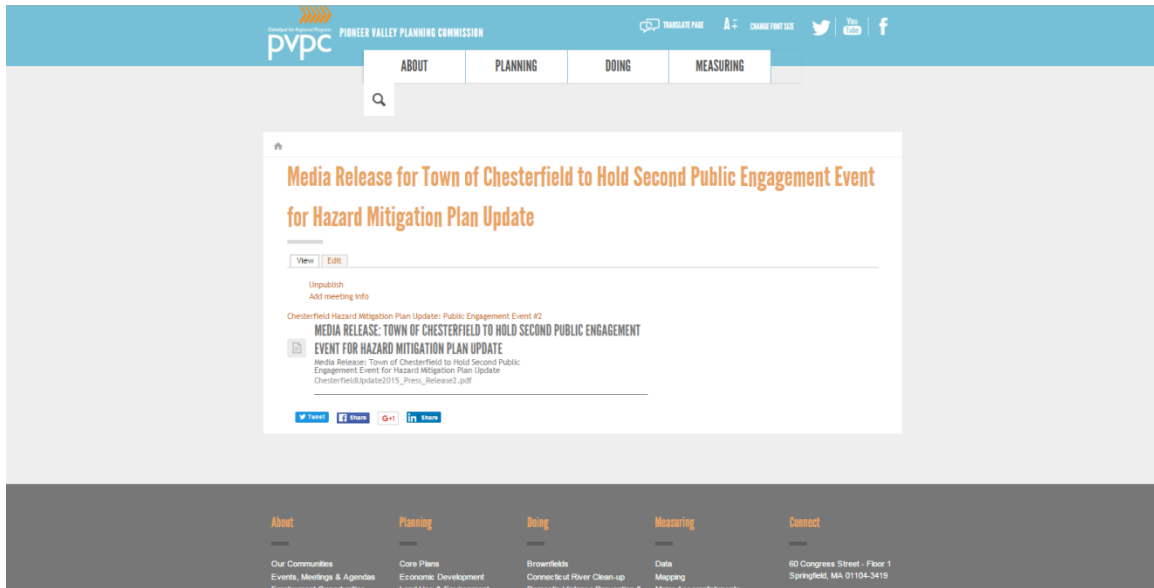 Catalyst for Regional Progress
pvpc
PIONEER VALLEY PLANNING COMMISSION
TRANSLATE PAGE
A
CHANGE FONT SIZE
You
Tube
ABOUT
PLANNING
DOING
MEASURING
Media Release for Town of Chesterfield to Hold Second Public Engagement Event
for Hazard Mitigation Plan Update
View
Edit
Unpublish
Add meeting info
Chesterfield Hazard Mitigation Plan Update: Public Engagement Event #2
MEDIA RELEASE: TOWN OF CHESTERFIELD TO HOLD SECOND PUBLIC ENGAGEMENT
EVENT FOR HAZARD MITIGATION PLAN UPDATE
Media Release: Town of Chesterfield to Hold Second Public
Engagement Event for Hazard Mitigation Plan Update
ChesterfieldUpdate2015_Press_Release2.pdf
Tweet
Share
G+1
in Share
About
Planning
Doing
Measuring
Connect
Our Communities
Core Plans
Brownfields
Data
60 Congress Street - Floor 1
Events, Meetings & Agendas
Economic Development
Connecticut River Clean-up
Mapping
Springfield, MA 01104-3419